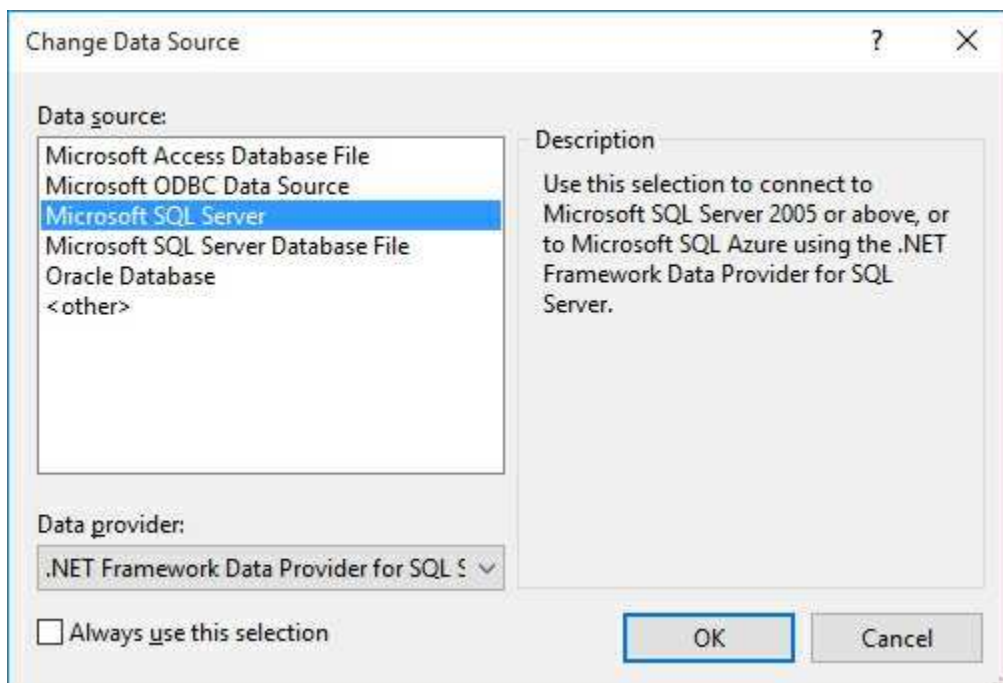 Change Data Source
?
Data source:
Microsoft Access Database File
Microsoft ODBC Data Source
Microsoft SQL Server
Microsoft SQL Server Database File
Oracle Database
<other>
Description
Use this selection to connect to
Microsoft SQL Server 2005 or above, or
to Microsoft SQL Azure using the .NET
Framework Data Provider for SQL
Server.
Data provider:
.NET Framework Data Provider for SQL S
Always use this selection
OK
Cancel